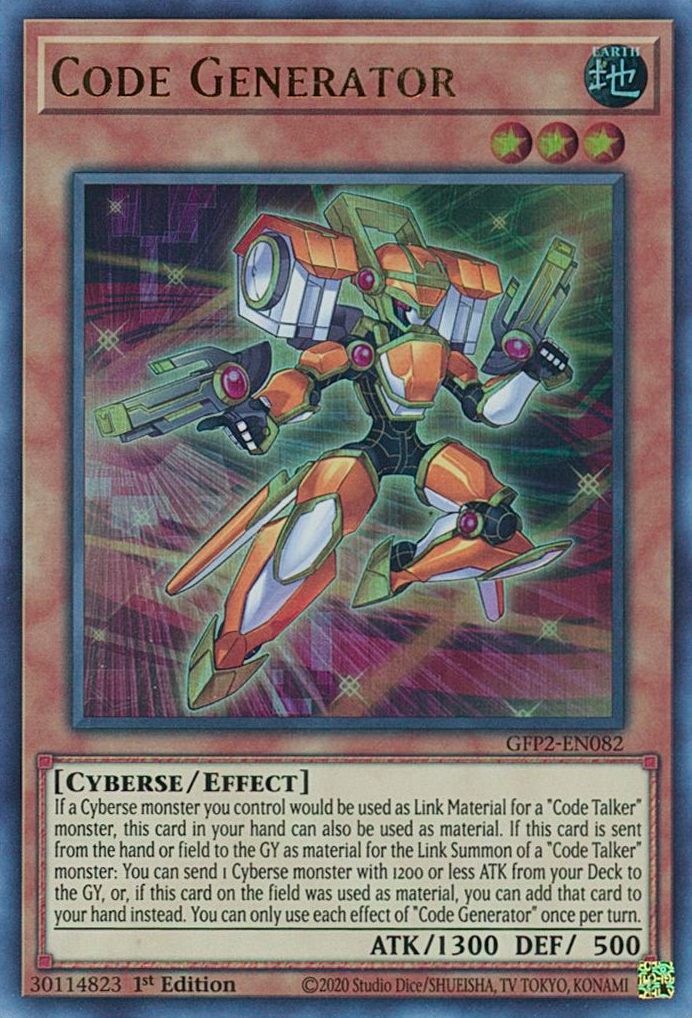 CODE GENERATOR
EARTH
地
GFP2-EN082
[CYBERSE/EFFECT]
If a Cyberse monster you control would be used as Link Material for a "Code Talker"
monster, this card in your hand can also be used as material. If this card is sent
from the hand or field to the GY as material for the Link Summon of a "Code Talker"
monster: You can send 1 Cyberse monster with 1200 or less ATK from your Deck to
the GY, or, if this card on the field was used as material, you can add that card to
your hand instead. You can only use each effect of "Code Generator" once per turn.
ATK/1300 DEF/ 500
30114823 1st Edition ©2020 Studio Dice/SHUEISHA, TV TOKYO, KONAMI